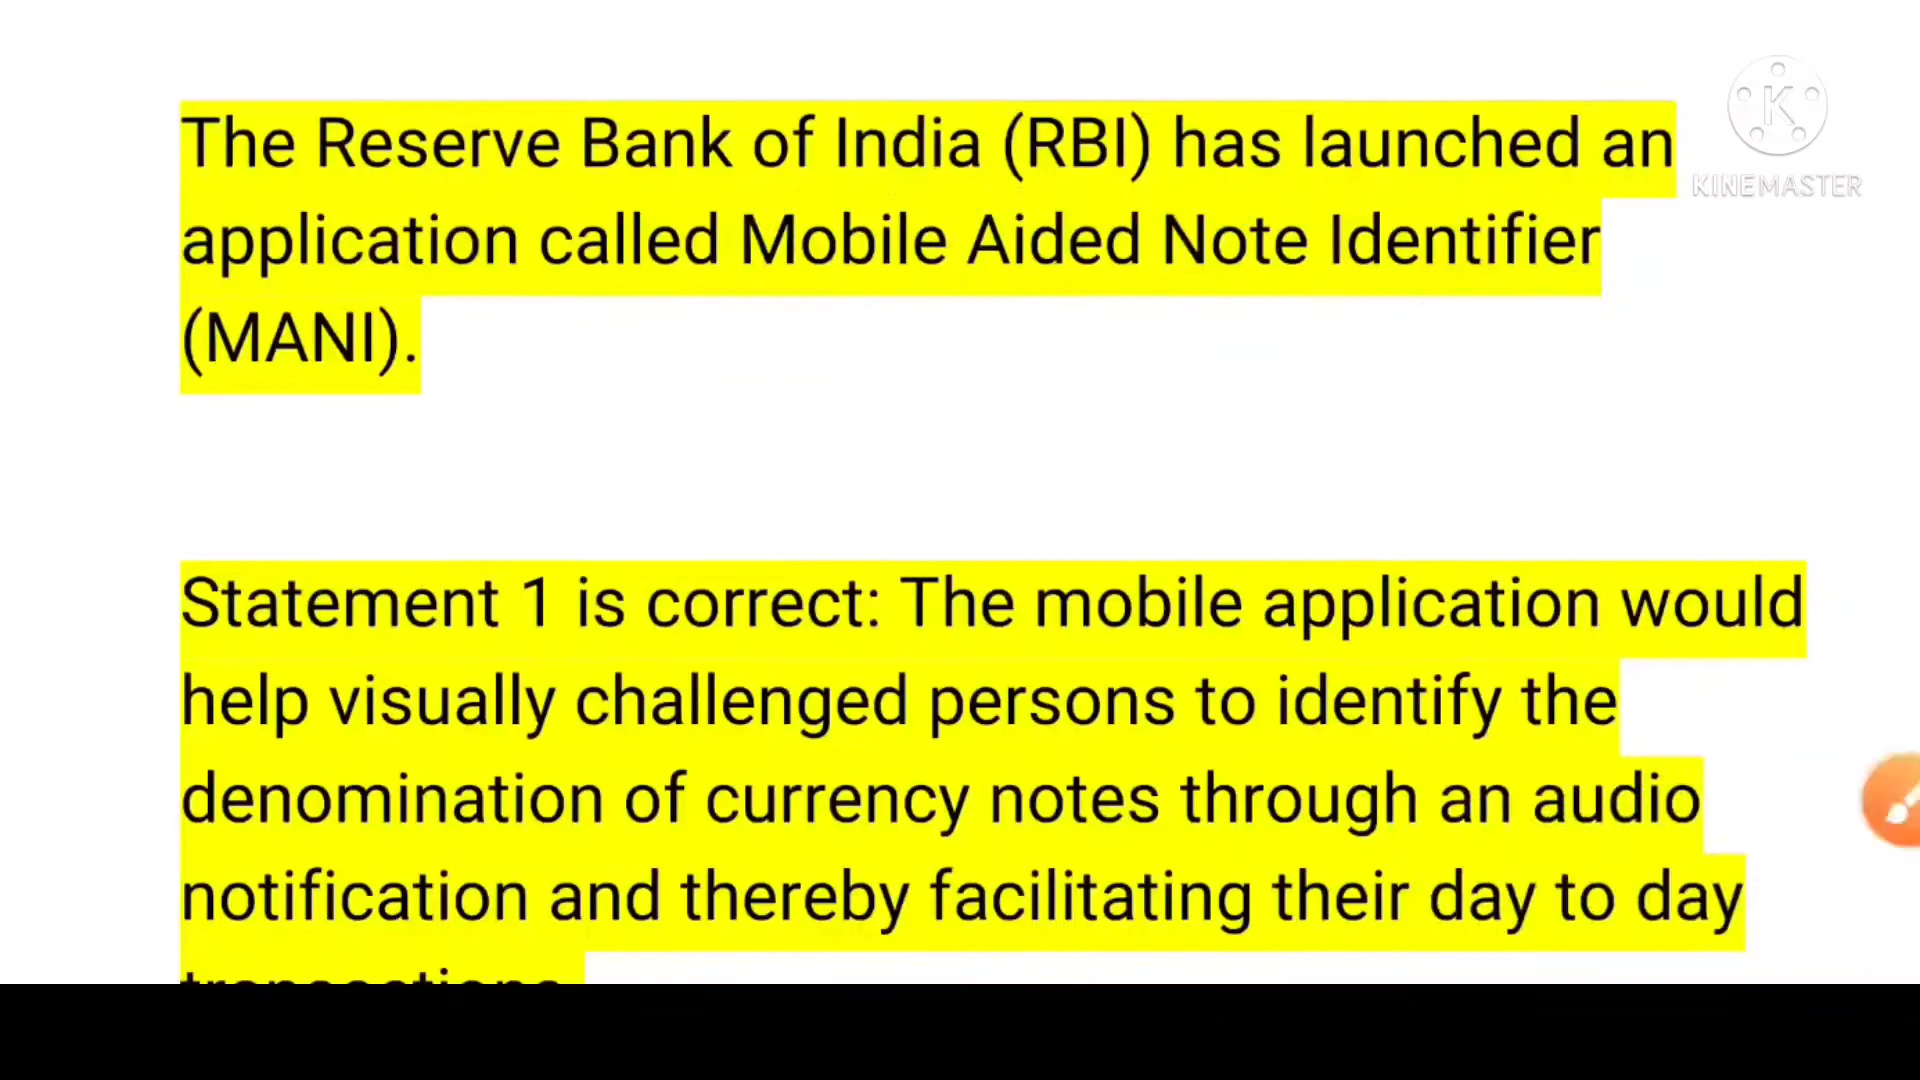 The Reserve Bank of India (RBI) has launched an
application called Mobile Aided Note Identifier
(MANI).
KINEMASTER
Statement 1 is correct: The mobile application would
help visually challenged persons to identify the
denomination of currency notes through an audio
notification and thereby facilitating their day to day
transactions.